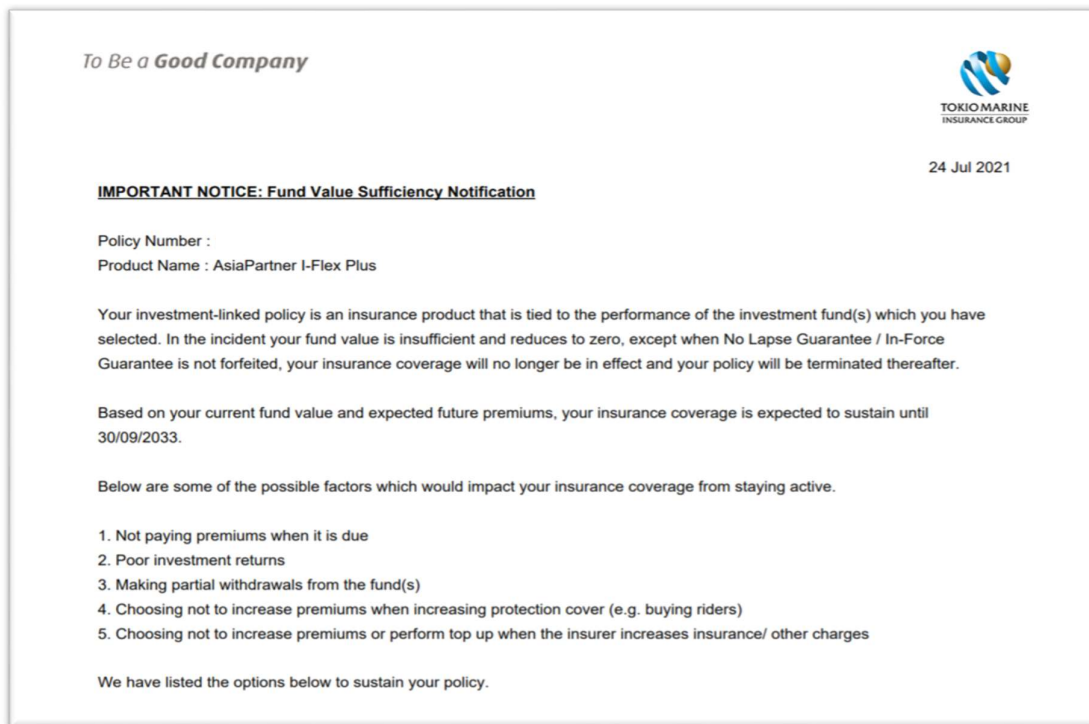 To Be a Good Company
TOKIO MARINE
INSURANCE GROUP
24 Jul 2021
IMPORTANT NOTICE: Fund Value Sufficiency Notification
Policy Number :
Product Name : AsiaPartner I-Flex Plus
Your investment-linked policy is an insurance product that is tied to the performance of the investment fund(s) which you have
selected. In the incident your fund value is insufficient and reduces to zero, except when No Lapse Guarantee / In-Force
Guarantee is not forfeited, your insurance coverage will no longer be in effect and your policy will be terminated thereafter.
Based on your current fund value and expected future premiums, your insurance coverage is expected to sustain until
30/09/2033.
Below are some of the possible factors which would impact your insurance coverage from staying active.
1. Not paying premiums when it is due
2. Poor investment returns
3. Making partial withdrawals from the fund(s)
4. Choosing not to increase premiums when increasing protection cover (e.g. buying riders)
5. Choosing not to increase premiums or perform top up when the insurer increases insurance/ other charges
We have listed the options below to sustain your policy.